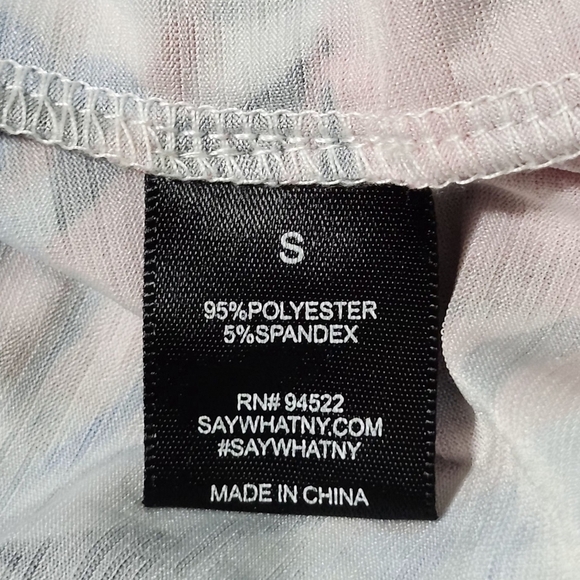 S
95%POLYESTER
5%SPANDEX
RN# 94522
SAYWHATNY.COM
#SAYWHATNY
MADE IN CHINA